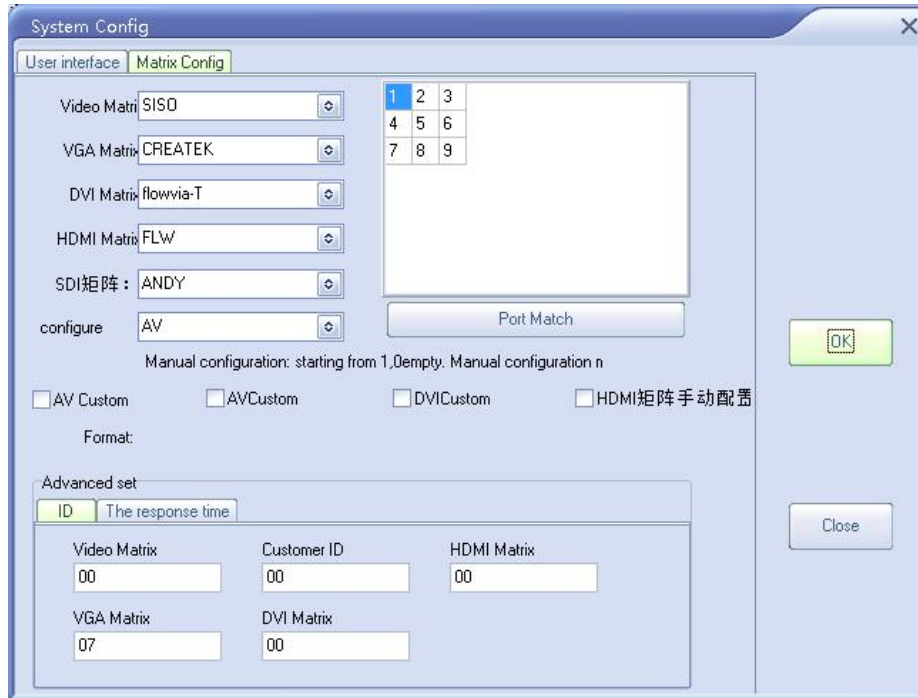 System Config
User interface Matrix Config
Video Matri SISO
VGA Matrix CREATEK
DVI Matrix flowvia-T
HDMI Matrix FLW
SDI矩阵： ANDY
configure AV
1 2 3
4 5 6
7 8 9
Port Match
Manual configuration: starting from 1,0empty. Manual configuration n
AV Custom AVCustom DVICustom HDMI矩阵手动配置
Format:
OK
Close
Advanced set
ID The response time
Video Matrix Customer ID HDMI Matrix
00 00 00
VGA Matrix DVI Matrix
07 00